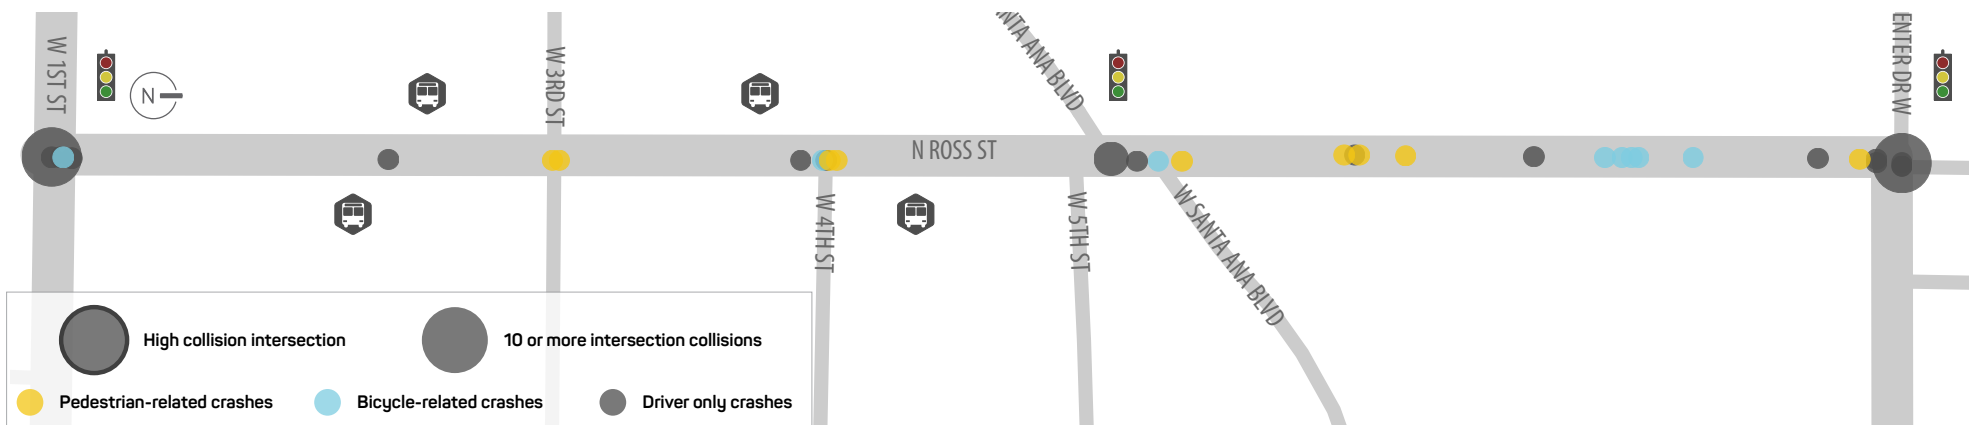 W 1ST ST
N
W 3RD ST
NTA ANA BLVD
ENTER DR W
N ROSS ST
W 4TH ST
W 5TH ST
W SANTA ANA BLVD
High collision intersection
10 or more intersection collisions
Pedestrian-related crashes
Bicycle-related crashes
Driver only crashes